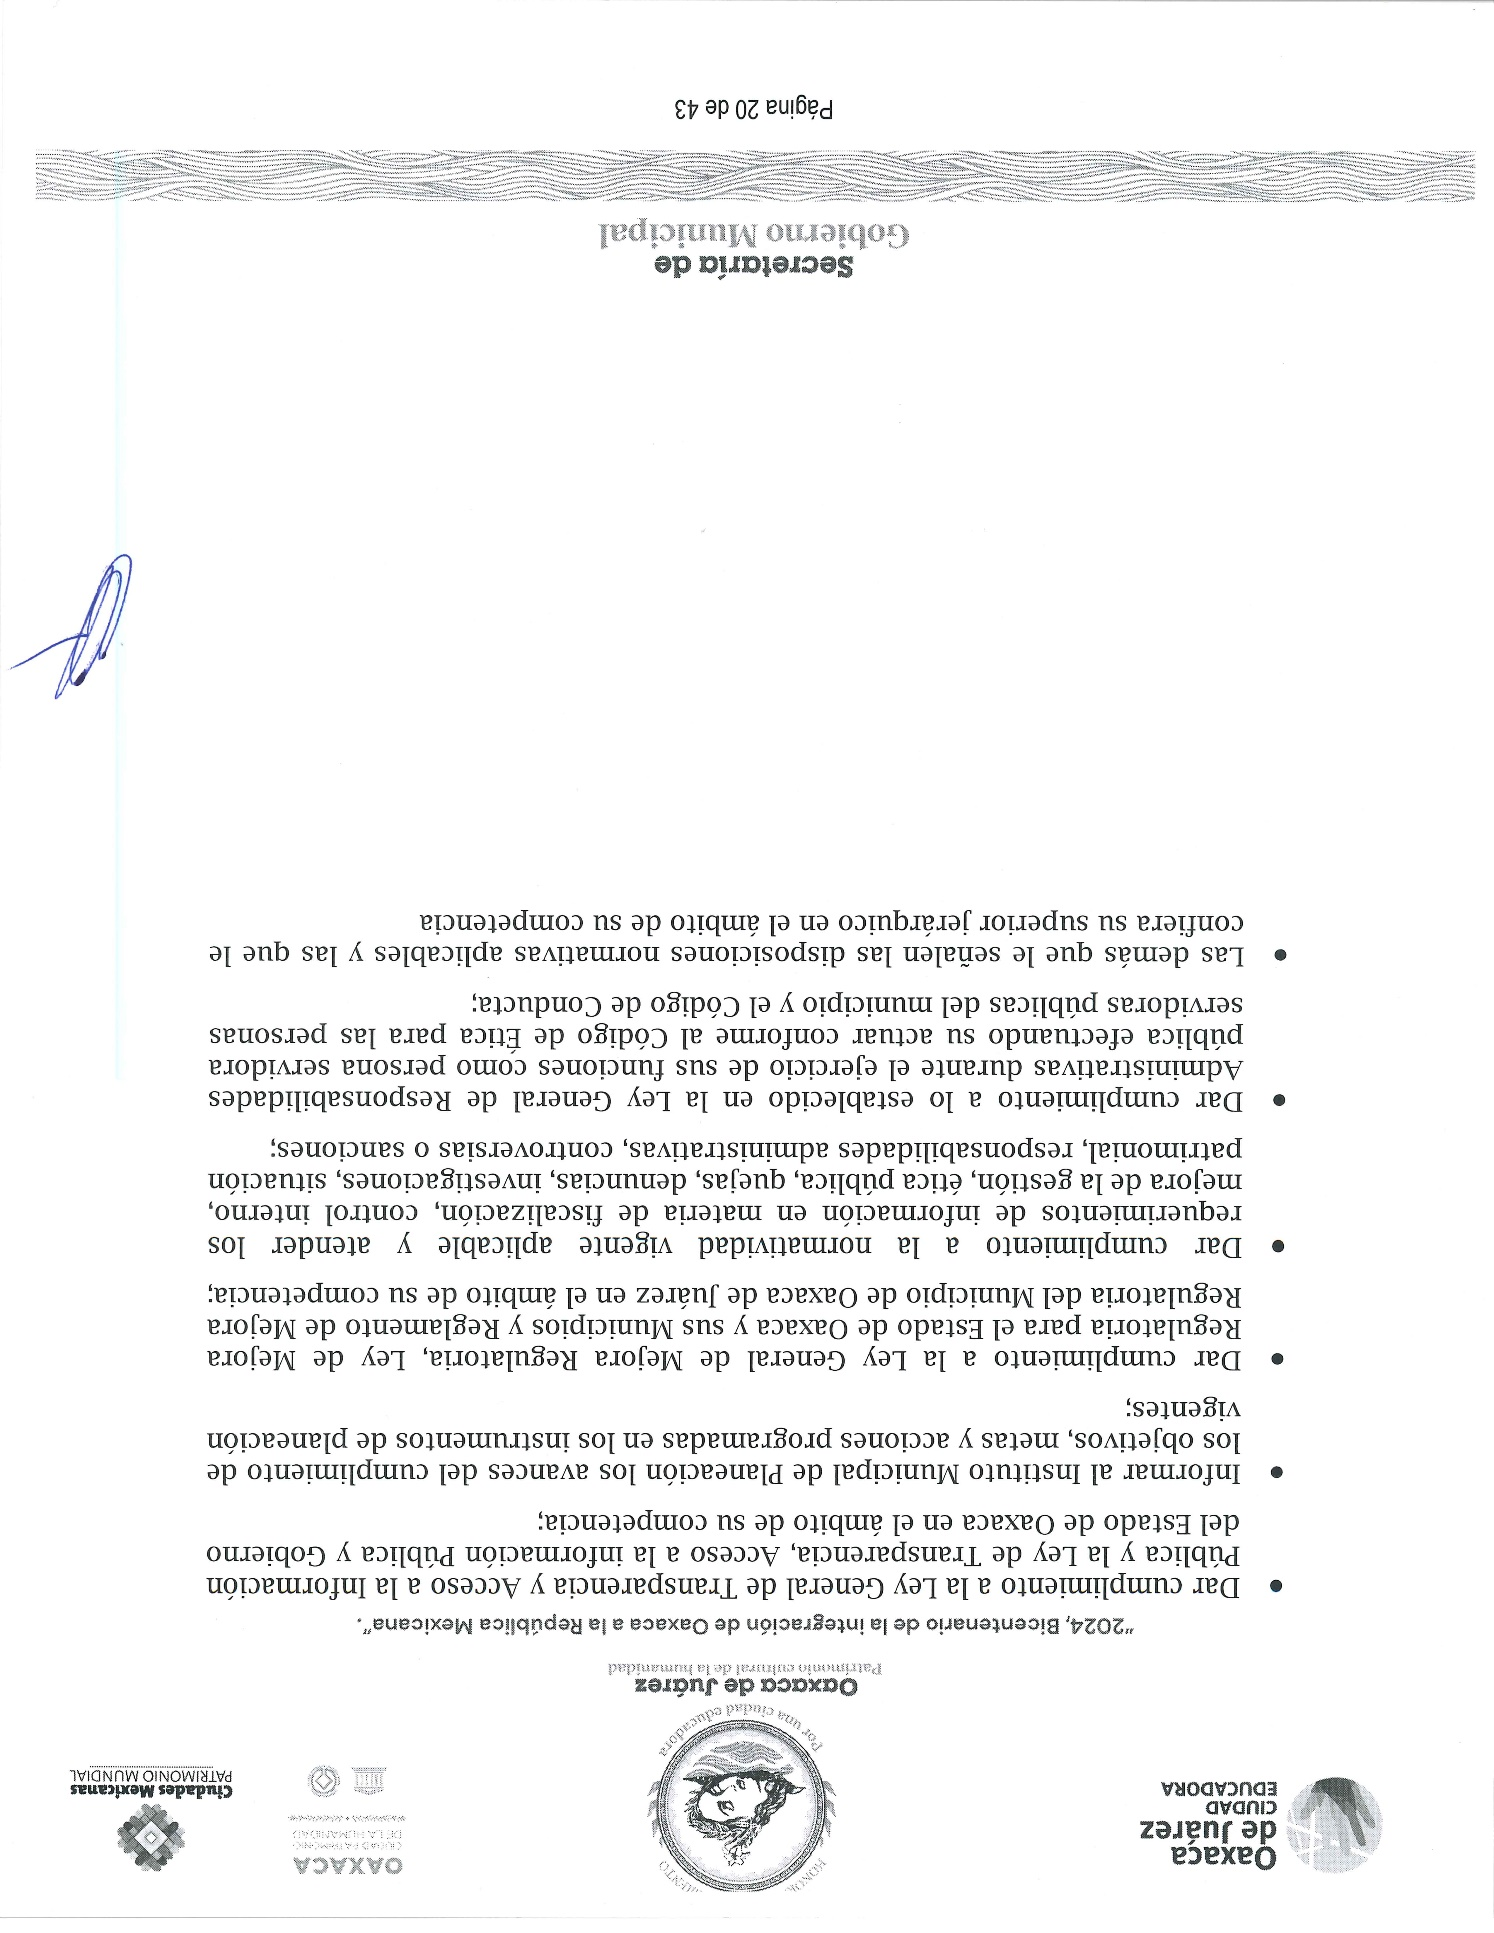 Oaxaca
de Juárez
CIUDAD
EDUCADORA
Por una ciudad educadora
Oaxaca de Juárez
Patrimonio cultural de la humanidad
OAXACA
CIUDAD PATRIMONIO
DE LA HUMANIDAD
Ciudades Mexicanas
PATRIMONIO MUNDIAL
"2024, Bicentenario de la integración de Oaxaca a la República Mexicana".
• Dar cumplimiento a la Ley General de Transparencia y Acceso a la Información
Pública y la Ley de Transparencia, Acceso a la información Pública y Gobierno
del Estado de Oaxaca en el ámbito de su competencia;
• Informar al Instituto Municipal de Planeación los avances del cumplimiento de
los objetivos, metas y acciones programadas en los instrumentos de planeación
vigentes;
• Dar cumplimiento a la Ley General de Mejora Regulatoria, Ley de Mejora
Regulatoria para el Estado de Oaxaca y sus Municipios y Reglamento de Mejora
Regulatoria del Municipio de Oaxaca de Juárez en el ámbito de su competencia;
• Dar cumplimiento a la normatividad vigente aplicable y atender los
requerimientos de información en materia de fiscalización, control interno,
mejora de la gestión, ética pública, quejas, denuncias, investigaciones, situación
patrimonial, responsabilidades administrativas, controversias o sanciones;
• Dar cumplimiento a lo establecido en la Ley General de Responsabilidades
Administrativas durante el ejercicio de sus funciones como persona servidora
pública efectuando su actuar conforme al Código de Ética para las personas
servidoras públicas del municipio y el Código de Conducta;
• Las demás que le señalen las disposiciones normativas aplicables y las que le
confiera su superior jerárquico en el ámbito de su competencia
Secretaría de
Gobierno Municipal
Página 20 de 43